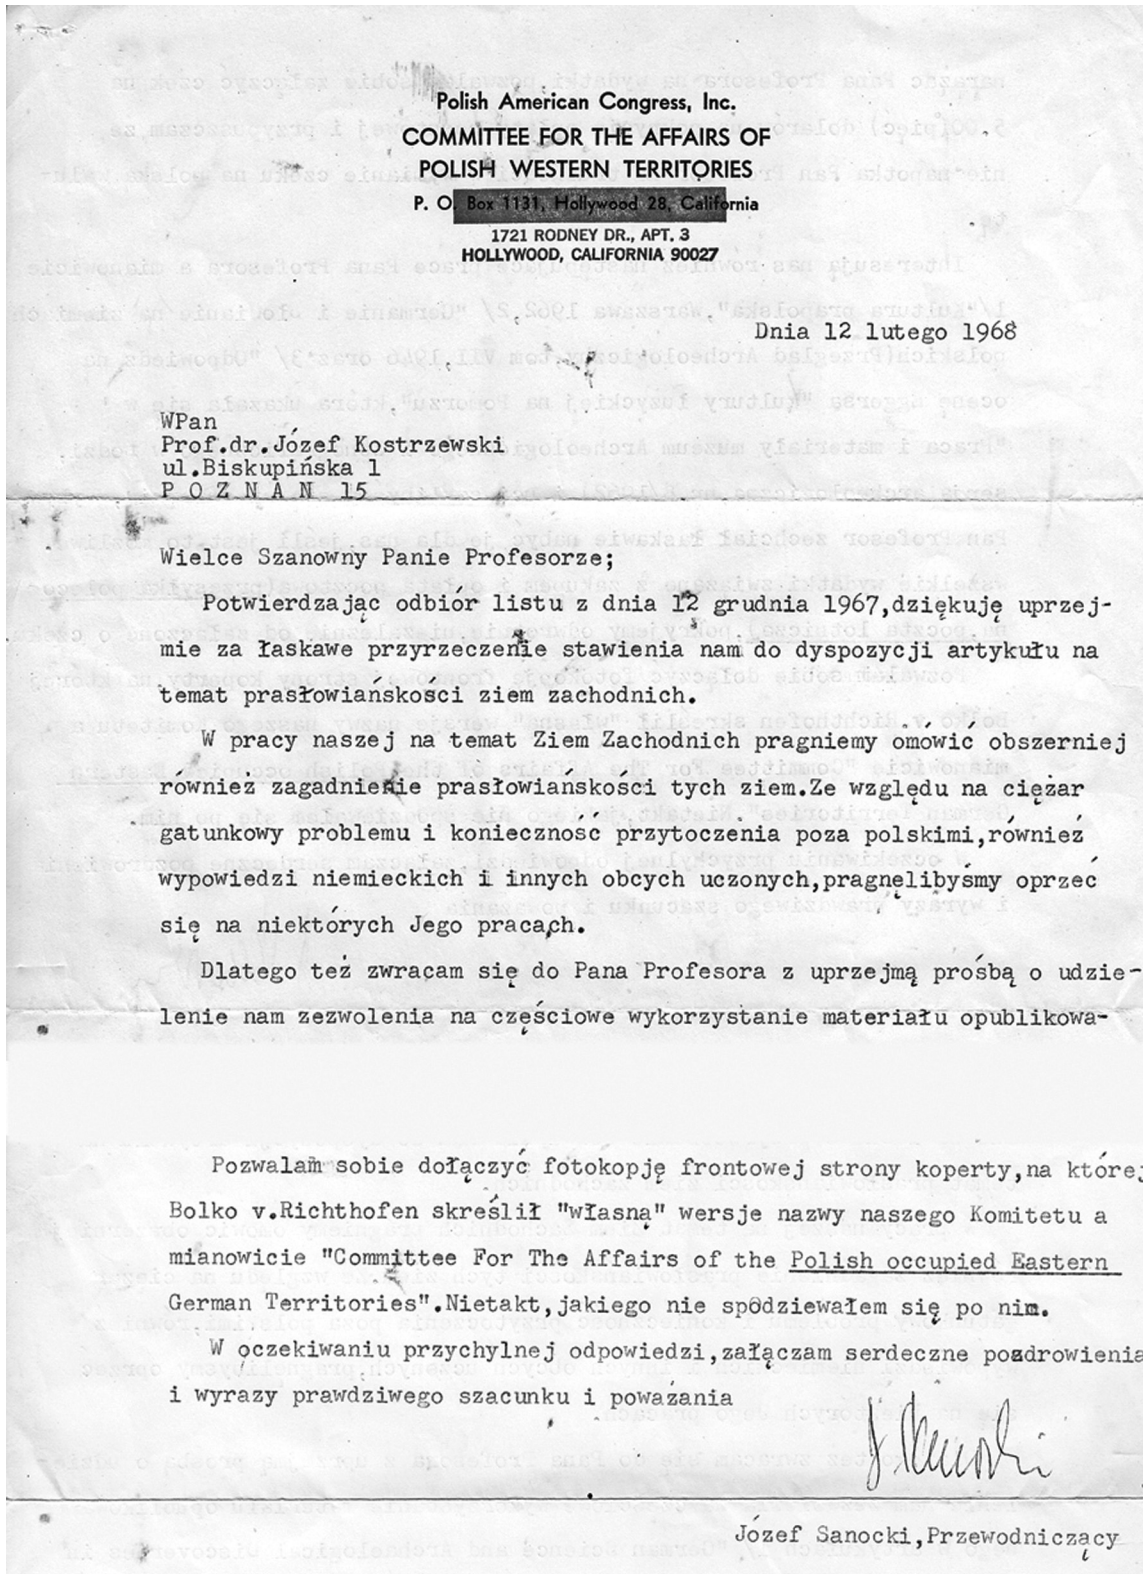 Polish American Congress, Inc.
COMMITTEE FOR THE AFFAIRS OF
POLISH WESTERN TERRITORIES
P. O. Box 1131, Hollywood 28, California
1721 RODNEY DR., APT. 3
HOLLYWOOD, CALIFORNIA 90027
Dnia 12 lutego 1968
WPan
Prof.dr.Józef Kostrzewski
ul.Biskupińska 1
P O Z N A Ń 15
Wielce Szanowny Panie Profesorze;
Potwierdzając odbiór listu z dnia 12 grudnia 1967,dziękuję uprzej-
mie za łaskawe przyrzeczenie stawienia nam do dyspozycji artykułu na
temat prasłowiańskości ziem zachodnich.
W pracy naszej na temat Ziem Zachodnich pragniemy omówić obszerniej
również zagadnienie prasłowiańskości tych ziem.Ze względu na ciężar
gatunkowy problemu i konieczność przytoczenia poza polskimi,również
wypowiedzi niemieckich i innych obcych uczonych,pragnęlibyśmy oprzeć
się na niektórych Jego pracach.
Dlatego też zwracam się do Pana Profesora z uprzejmą prośbą o udzie-
lenie nam zezwolenia na częściowe wykorzystanie materiału opublikowa-
Pozwalam sobie dołączyć fotokopję frontowej strony koperty,na której
Bolko v.Richthofen skreślił "własną" wersje nazwy naszego Komitetu a
mianowicie "Committee For The Affairs of the Polish occupied Eastern
German Territories".Nietakt,jakiego nie spodziewałem się po nim.
W oczekiwaniu przychylnej odpowiedzi,załączam serdeczne pozdrowienia
i wyrazy prawdziwego szacunku i poważania
J. Sanocki
Józef Sanocki,Przewodniczący